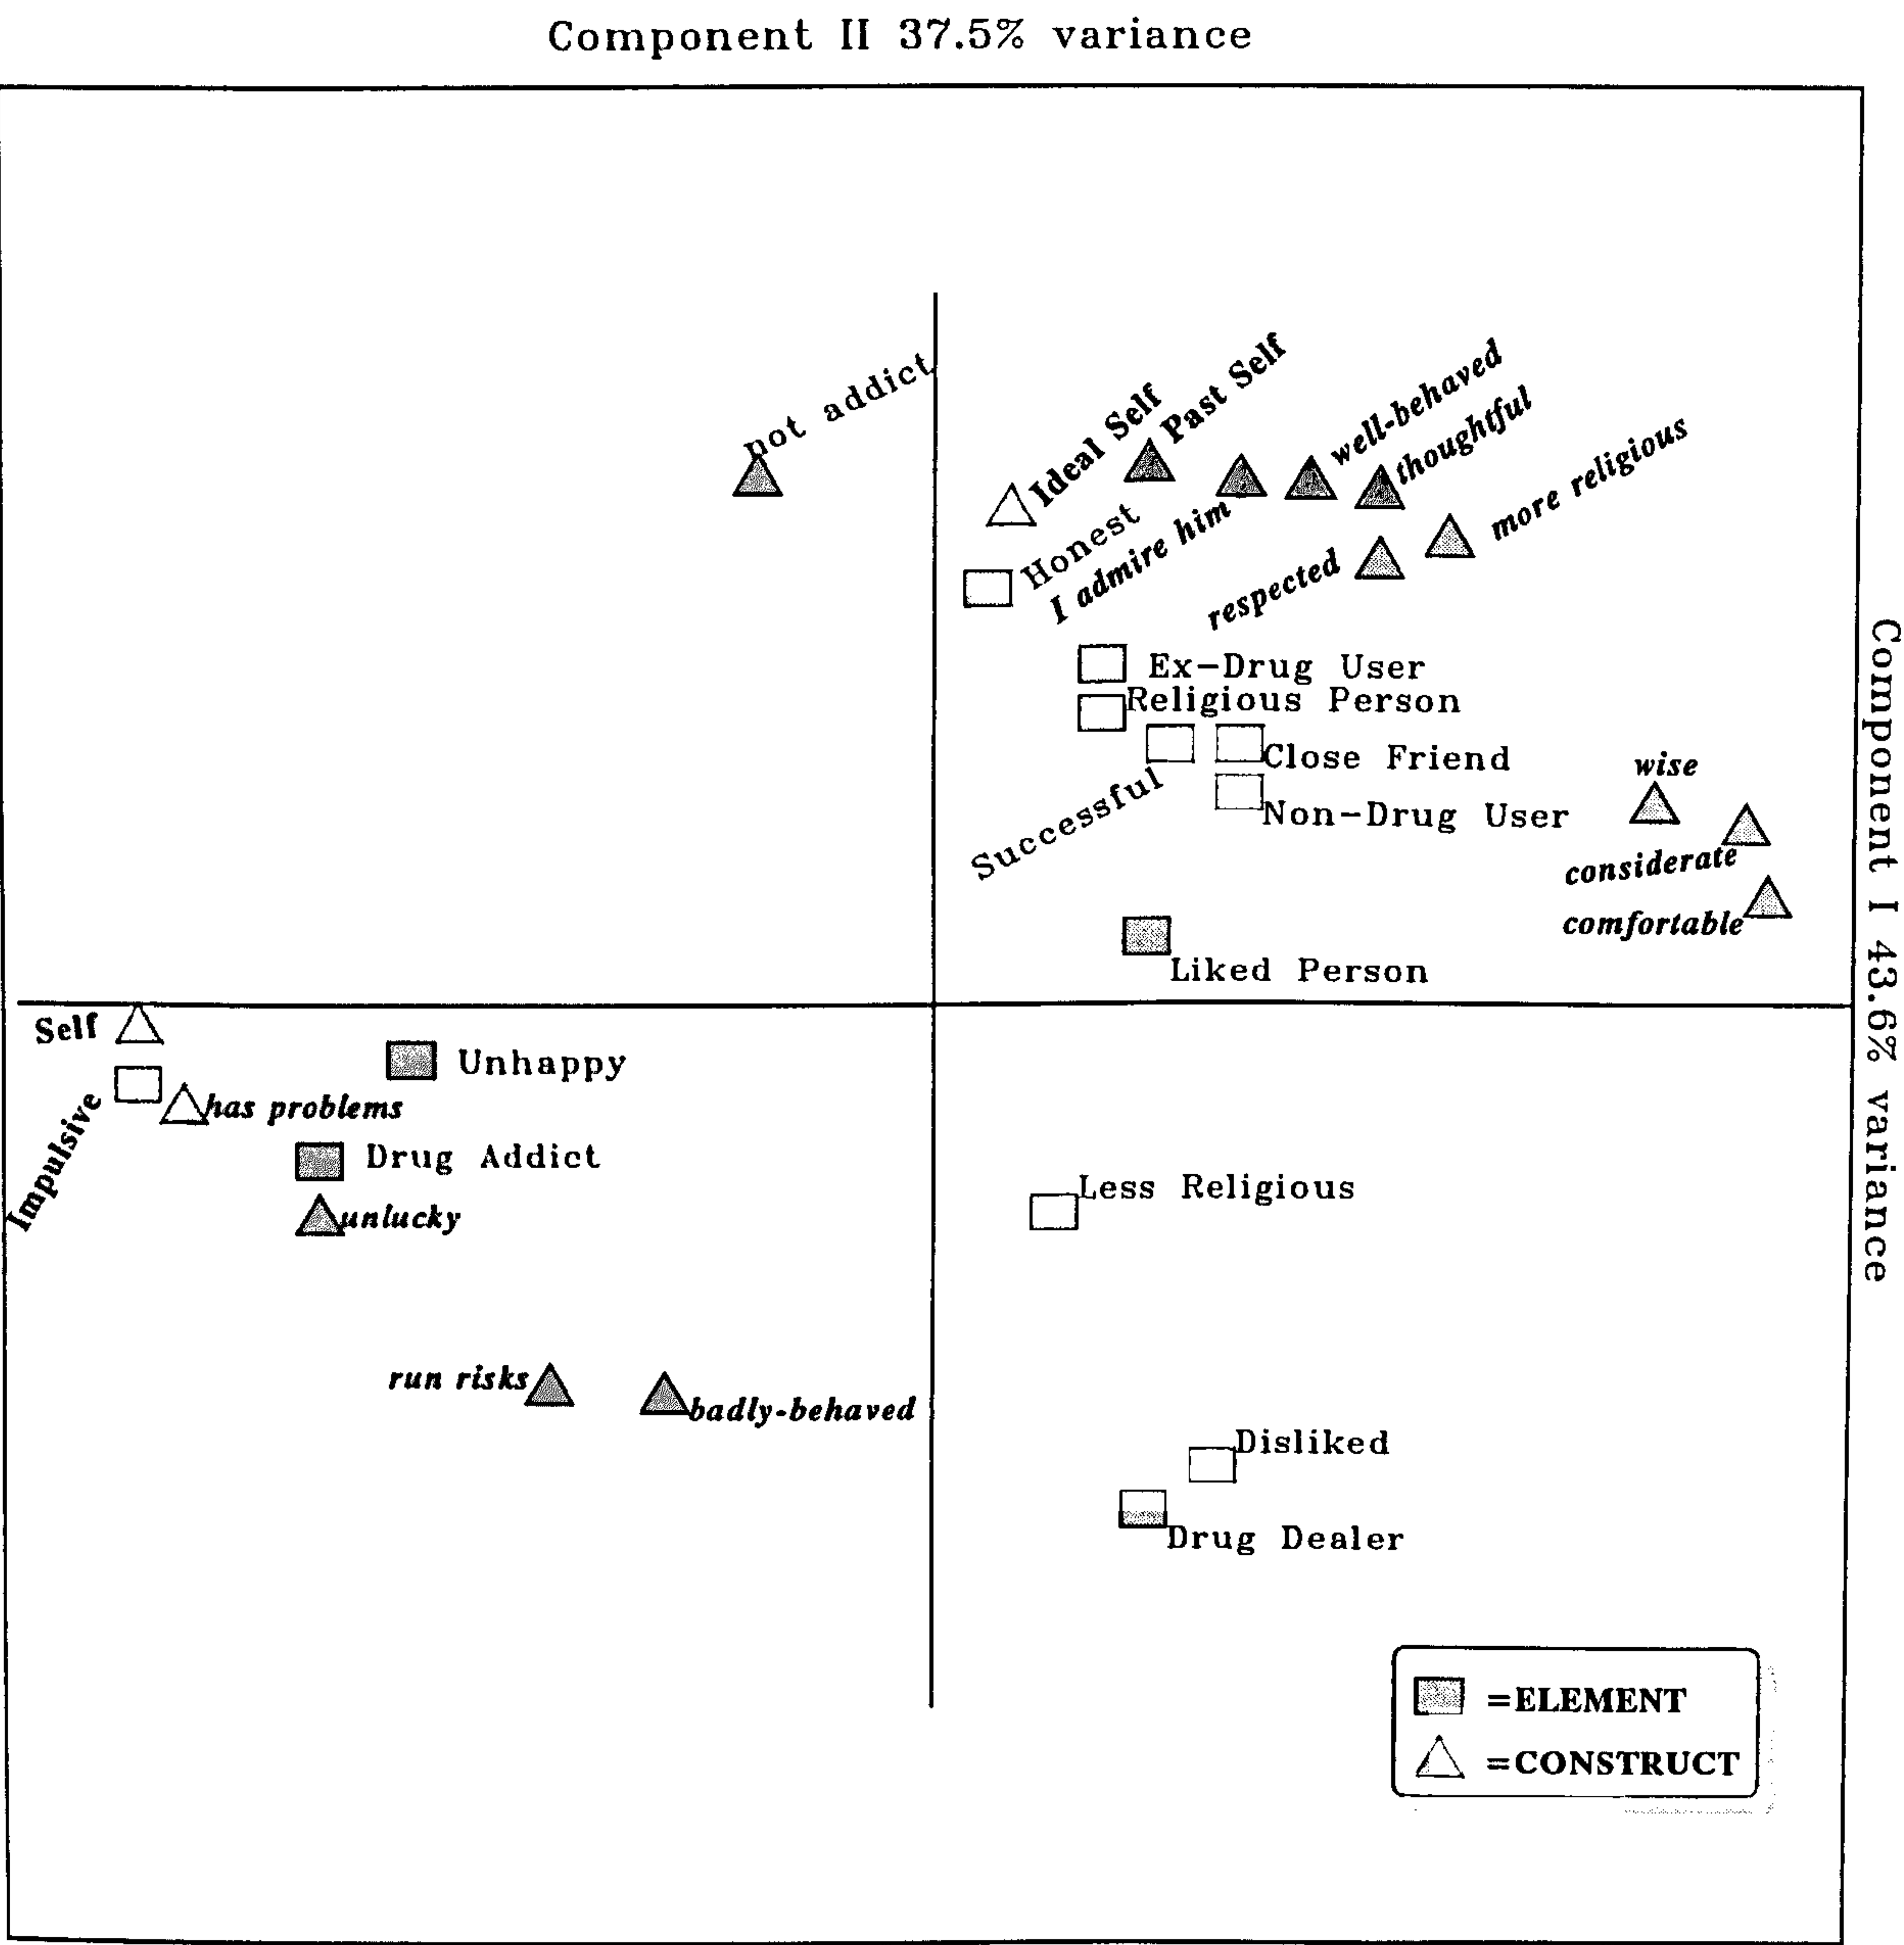 Component II 37.5% variance
not addict
Ideal Self
Past Self
well-behaved
thoughtful
more religious
Honest
I admire him
respected
Ex-Drug User
Religious Person
Close Friend
Successful
Non-Drug User
wise
considerate
comfortable
Liked Person
Component I 43.6% variance
Self
Unhappy
Impulsive
has problems
Drug Addict
unlucky
Less Religious
run risks
badly-behaved
Disliked
Drug Dealer
=ELEMENT
=CONSTRUCT